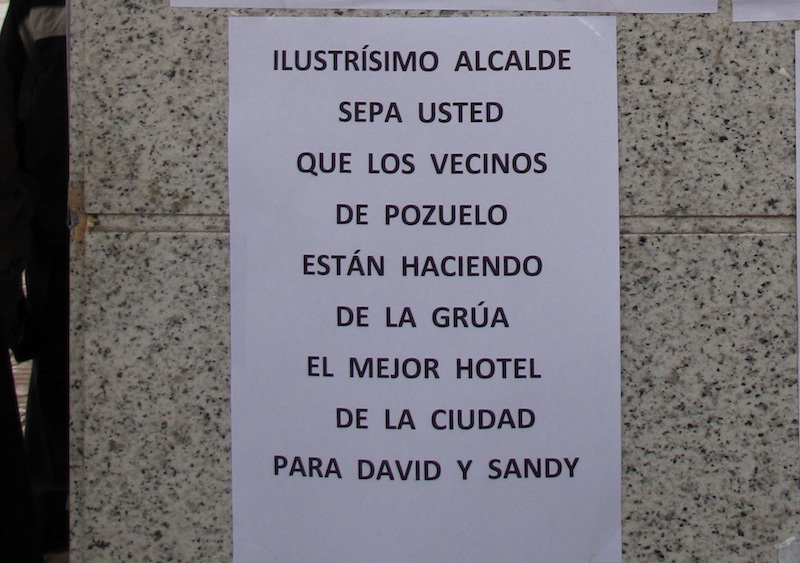 ILUSTRÍSIMO ALCALDE
SEPA USTED
QUE LOS VECINOS
DE POZUELO
ESTÁN HACIENDO
DE LA GRÚA
EL MEJOR HOTEL
DE LA CIUDAD
PARA DAVID Y SANDY